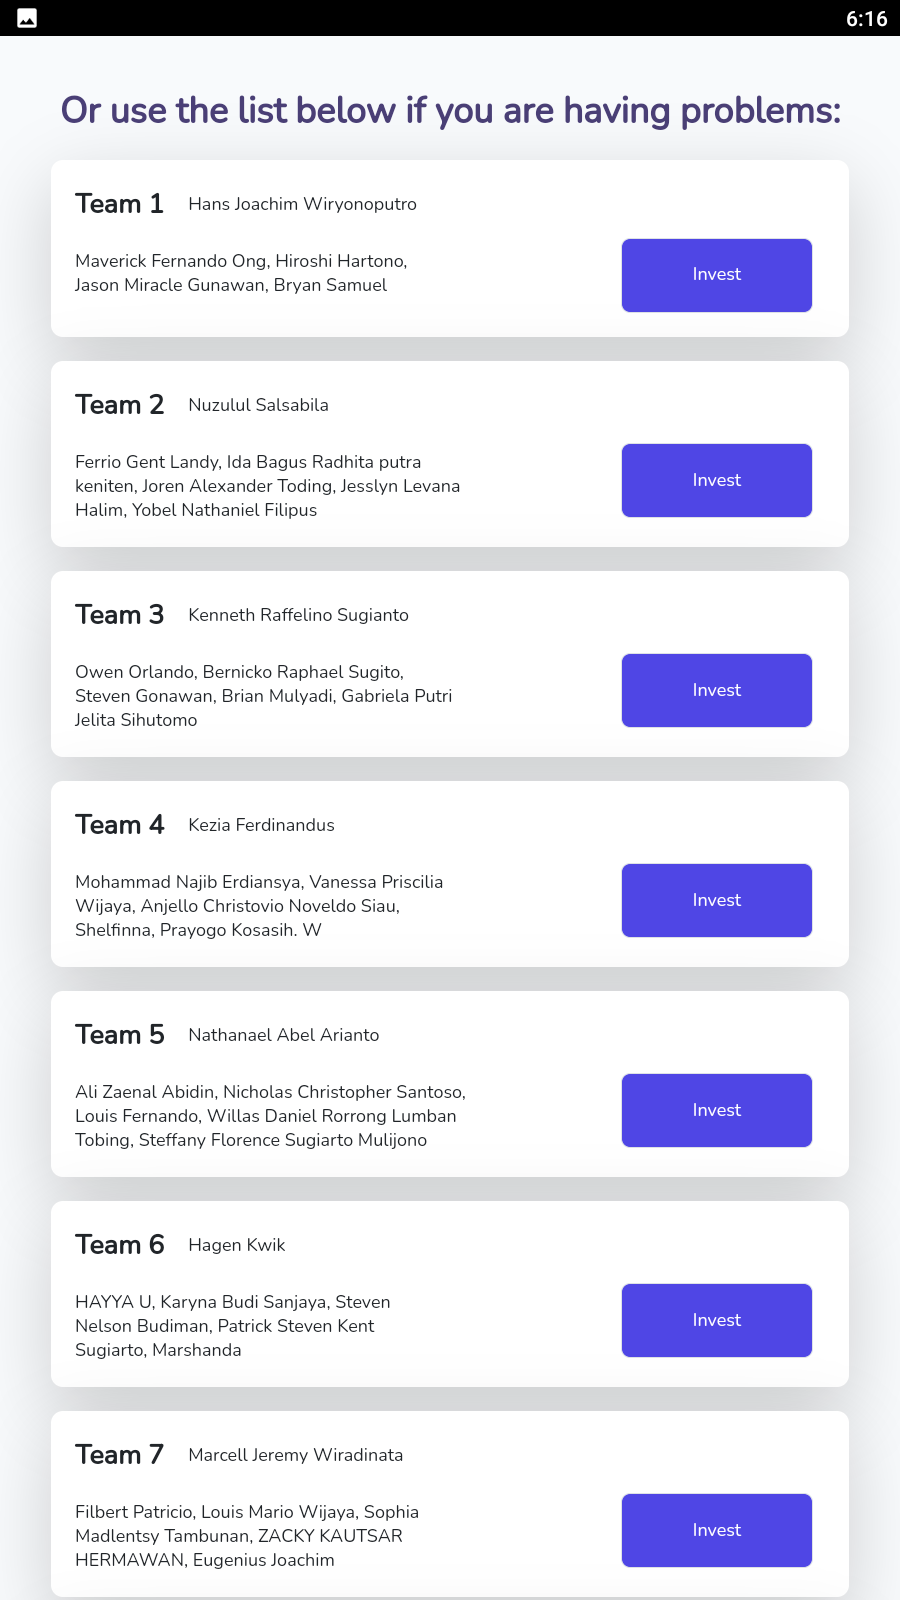 6:16
Or use the list below if you are having problems:
Team 1 Hans Joachim Wiryonoputro
Maverick Fernando Ong, Hiroshi Hartono,
Jason Miracle Gunawan, Bryan Samuel
Invest
Team 2 Nuzulul Salsabila
Ferrio Gent Landy, Ida Bagus Radhita putra
keniten, Joren Alexander Toding, Jesslyn Levana
Halim, Yobel Nathaniel Filipus
Invest
Team 3 Kenneth Raffelino Sugianto
Owen Orlando, Bernicko Raphael Sugito,
Steven Gonawan, Brian Mulyadi, Gabriela Putri
Jelita Sihutomo
Invest
Team 4 Kezia Ferdinandus
Mohammad Najib Erdiansya, Vanessa Priscilia
Wijaya, Anjello Christovio Noveldo Siau,
Shelfinna, Prayogo Kosasih. W
Invest
Team 5 Nathanael Abel Arianto
Ali Zaenal Abidin, Nicholas Christopher Santoso,
Louis Fernando, Willas Daniel Rorrong Lumban
Tobing, Steffany Florence Sugiarto Mulijono
Invest
Team 6 Hagen Kwik
HAYYA U, Karyna Budi Sanjaya, Steven
Nelson Budiman, Patrick Steven Kent
Sugiarto, Marshanda
Invest
Team 7 Marcell Jeremy Wiradinata
Filbert Patricio, Louis Mario Wijaya, Sophia
Madlentsy Tambunan, ZACKY KAUTSAR
HERMAWAN, Eugenius Joachim
Invest